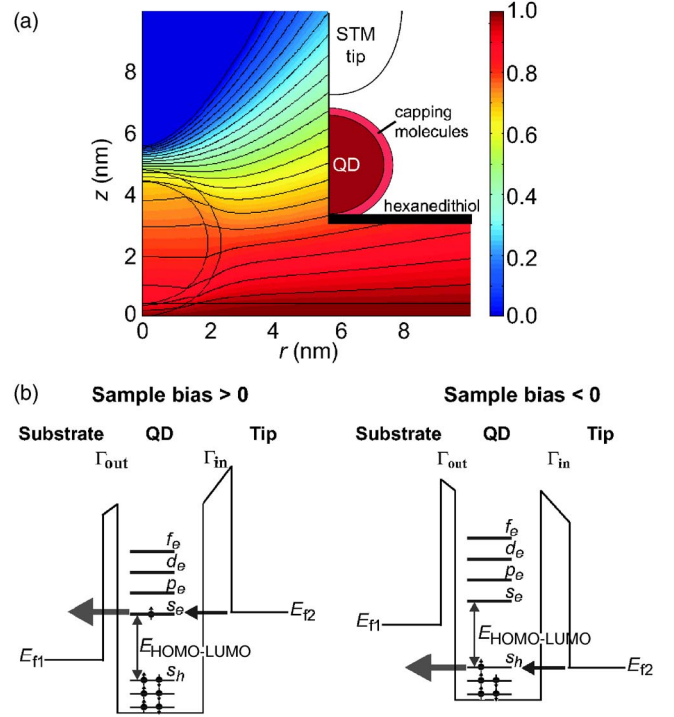 (a)
STM
tip
capping
molecules
QD
hexanedithiol
z (nm)
8
6
4
2
0
0 2 4 6 8
r (nm)
1.0
0.8
0.6
0.4
0.2
0.0
(b)
Sample bias > 0
Substrate QD Tip
Γout Γin
fe
de
pe
se
Ef2
EHOMO-LUMO
Ef1
sh
Sample bias < 0
Substrate QD Tip
Γout Γin
fe
de
pe
se
Ef1
EHOMO-LUMO
sh
Ef2